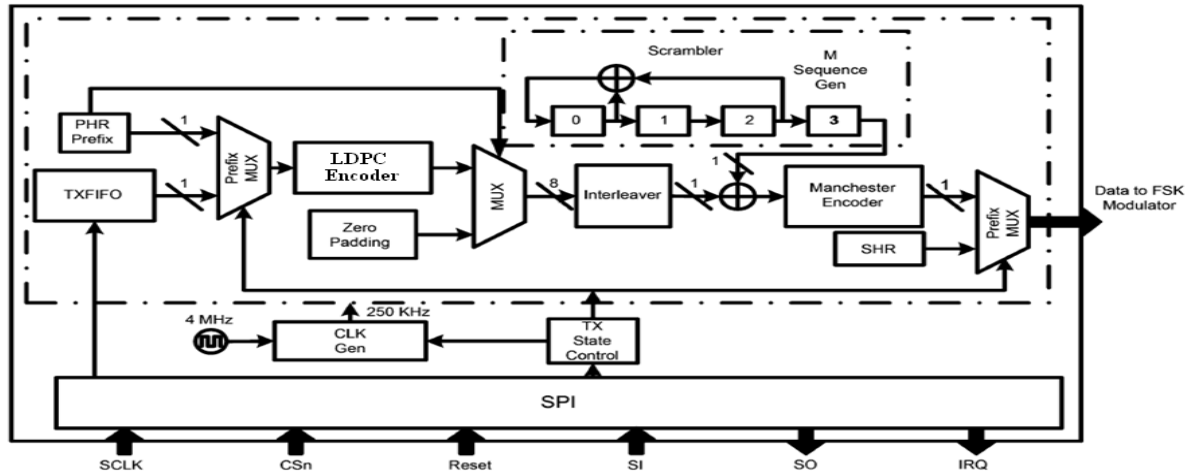 Scrambler
M
Sequence
Gen
PHR
Prefix
1
0
1
2
3
Prefix
MUX
LDPC
Encoder
MUX
8
Interleaver
1
1
Manchester
Encoder
1
Prefix
MUX
Data to FSK
Modulator
TXFIFO
1
Zero
Padding
SHR
4 MHz
250 KHz
CLK
Gen
TX
State
Control
SPI
SCLK
CSn
Reset
SI
SO
IRQ